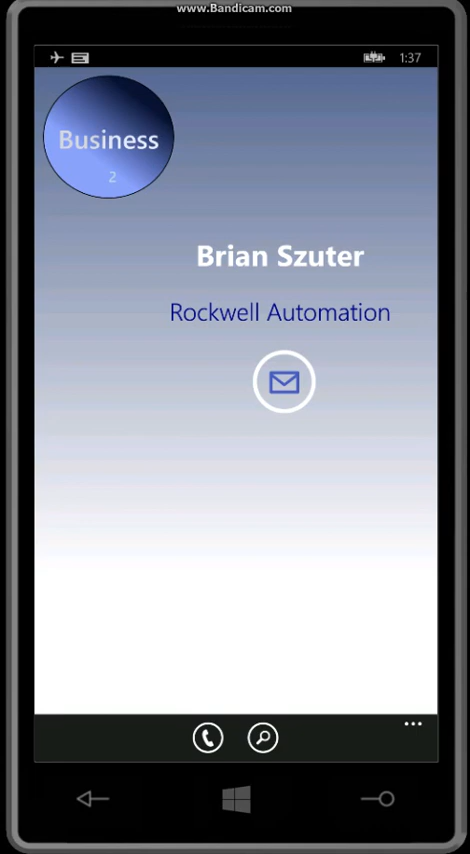 www.Bandicam.com
1:37
Business
2
Brian Szuter
Rockwell Automation